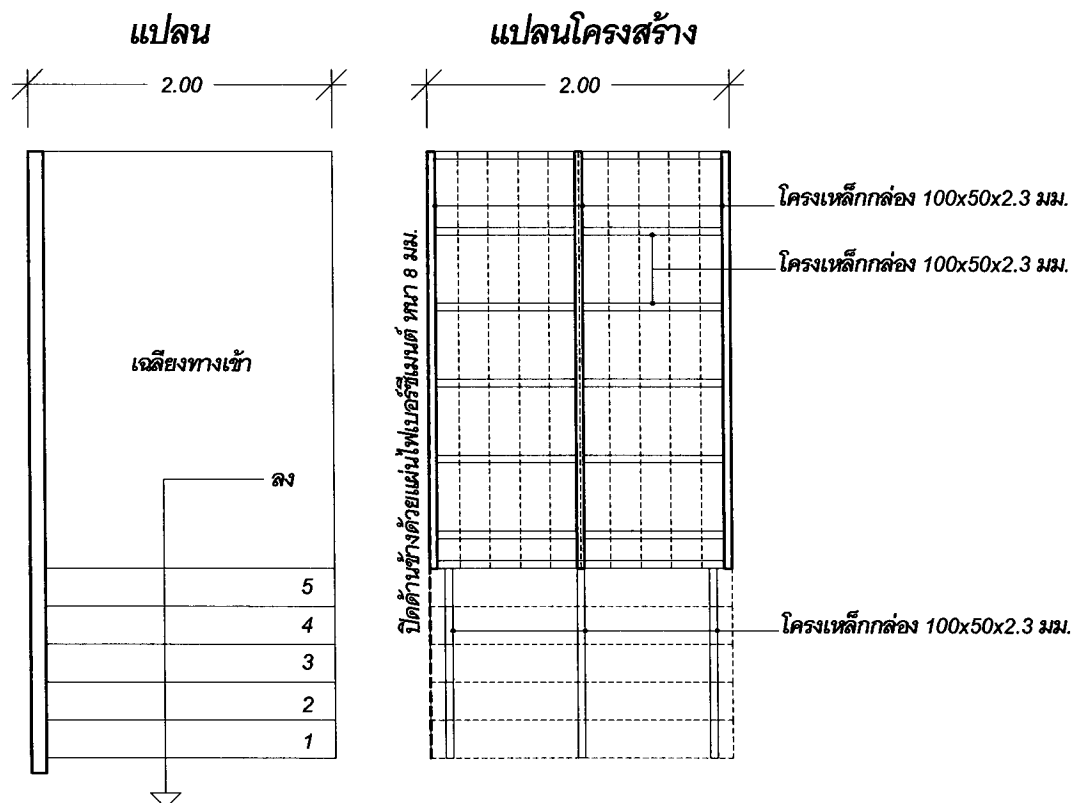 แปลน
2.00
เฉลียงทางเข้า
ลง
5
4
3
2
1
แปลนโครงสร้าง
2.00
ปิดด้านข้างด้วยแผ่นไฟเบอร์ซีเมนต์ หนา 8 มม.
โครงเหล็กกล่อง 100x50x2.3 มม.
โครงเหล็กกล่อง 100x50x2.3 มม.
โครงเหล็กกล่อง 100x50x2.3 มม.